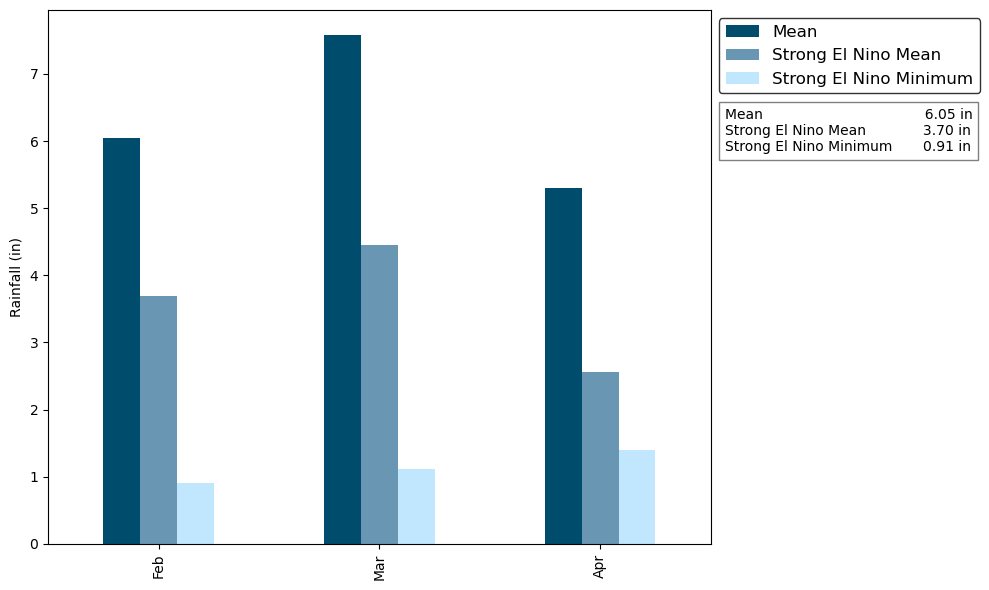 Mean
Strong El Nino Mean
Strong El Nino Minimum
Mean 6.05 in
Strong El Nino Mean 3.70 in
Strong El Nino Minimum 0.91 in
Rainfall (in)
7
6
5
4
3
2
1
0
Feb
Mar
Apr